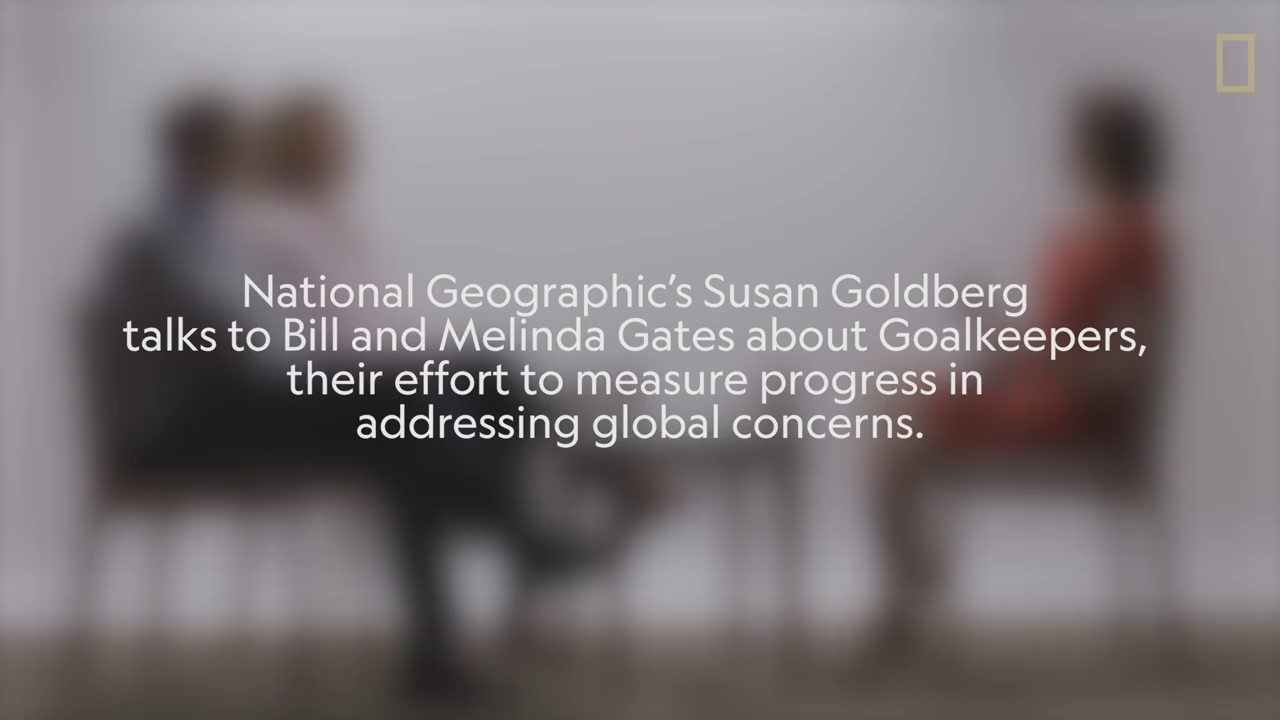 National Geographic’s Susan Goldberg
talks to Bill and Melinda Gates about Goalkeepers,
their effort to measure progress in
addressing global concerns.